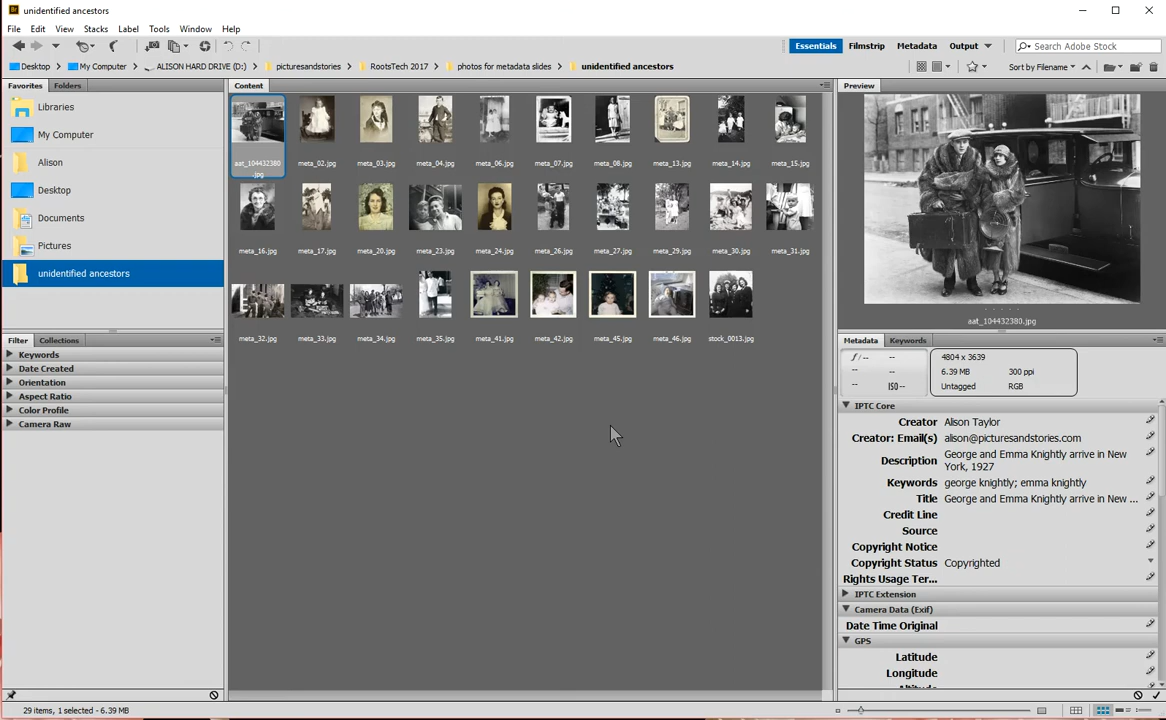 Br unidentified ancestors
File Edit View Stacks Label Tools Window Help
Essentials Filmstrip Metadata Output Search Adobe Stock
Desktop My Computer ALISON HARD DRIVE (D:) picturesandstories RootsTech 2017 photos for metadata slides unidentified ancestors Sort by Filename
Favorites Folders
Libraries
My Computer
Alison
Desktop
Documents
Pictures
unidentified ancestors
Filter Collections
Keywords
Date Created
Orientation
Aspect Ratio
Color Profile
Camera Raw
Content
aat_104432380
.jpg
meta_02.jpg meta_03.jpg meta_04.jpg meta_06.jpg meta_07.jpg meta_08.jpg meta_13.jpg meta_14.jpg meta_15.jpg
meta_16.jpg meta_17.jpg meta_20.jpg meta_23.jpg meta_24.jpg meta_26.jpg meta_27.jpg meta_29.jpg meta_30.jpg meta_31.jpg
meta_32.jpg meta_33.jpg meta_34.jpg meta_35.jpg meta_41.jpg meta_42.jpg meta_45.jpg meta_46.jpg stock_0013.jpg
Preview
aat_104432380.jpg
Metadata Keywords
f/-- --
-- --
-- ISO--
4804 x 3639
6.39 MB 300 ppi
Untagged RGB
IPTC Core
Creator Alison Taylor
Creator: Email(s) alison@picturesandstories.com
Description George and Emma Knightly arrive in New
York, 1927
Keywords george knightly; emma knightly
Title George and Emma Knightly arrive in New ...
Credit Line
Source
Copyright Notice
Copyright Status Copyrighted
Rights Usage Ter...
IPTC Extension
Camera Data (Exif)
Date Time Original
GPS
Latitude
Longitude
29 items, 1 selected - 6.39 MB